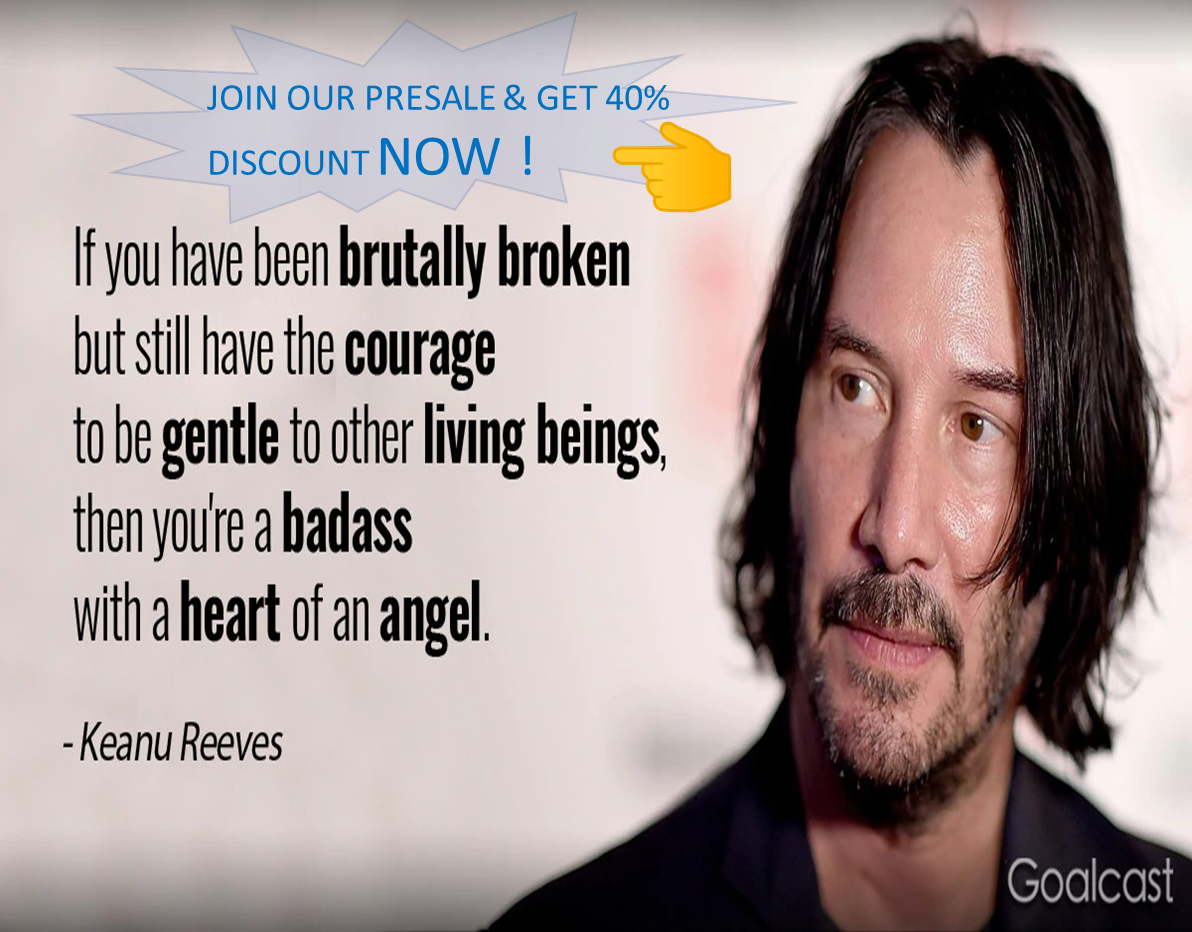 JOIN OUR PRESALE & GET 40%
DISCOUNT NOW !
If you have been brutally broken
but still have the courage
to be gentle to other living beings,
then you're a badass
with a heart of an angel.
- Keanu Reeves
Goalcast